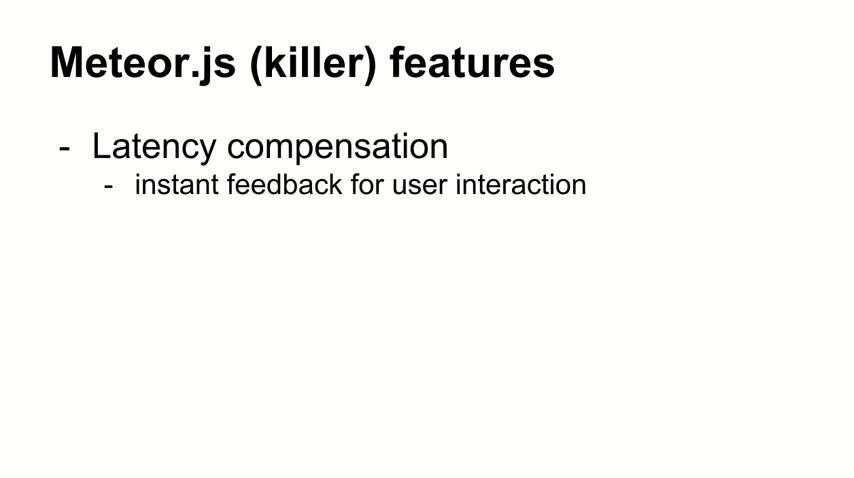 Meteor.js (killer) features
- Latency compensation
- instant feedback for user interaction